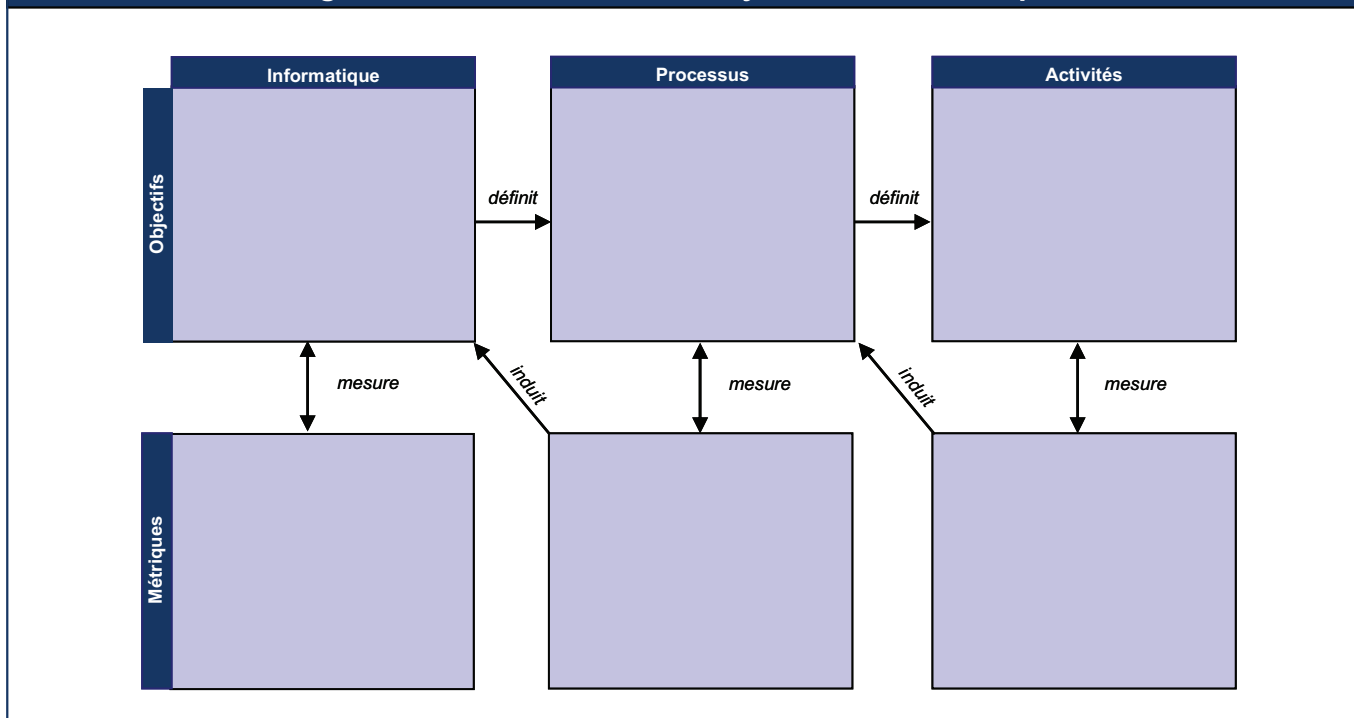 Informatique
Processus
Activités
Objectifs
définit
définit
mesure
induit
mesure
induit
mesure
Métriques